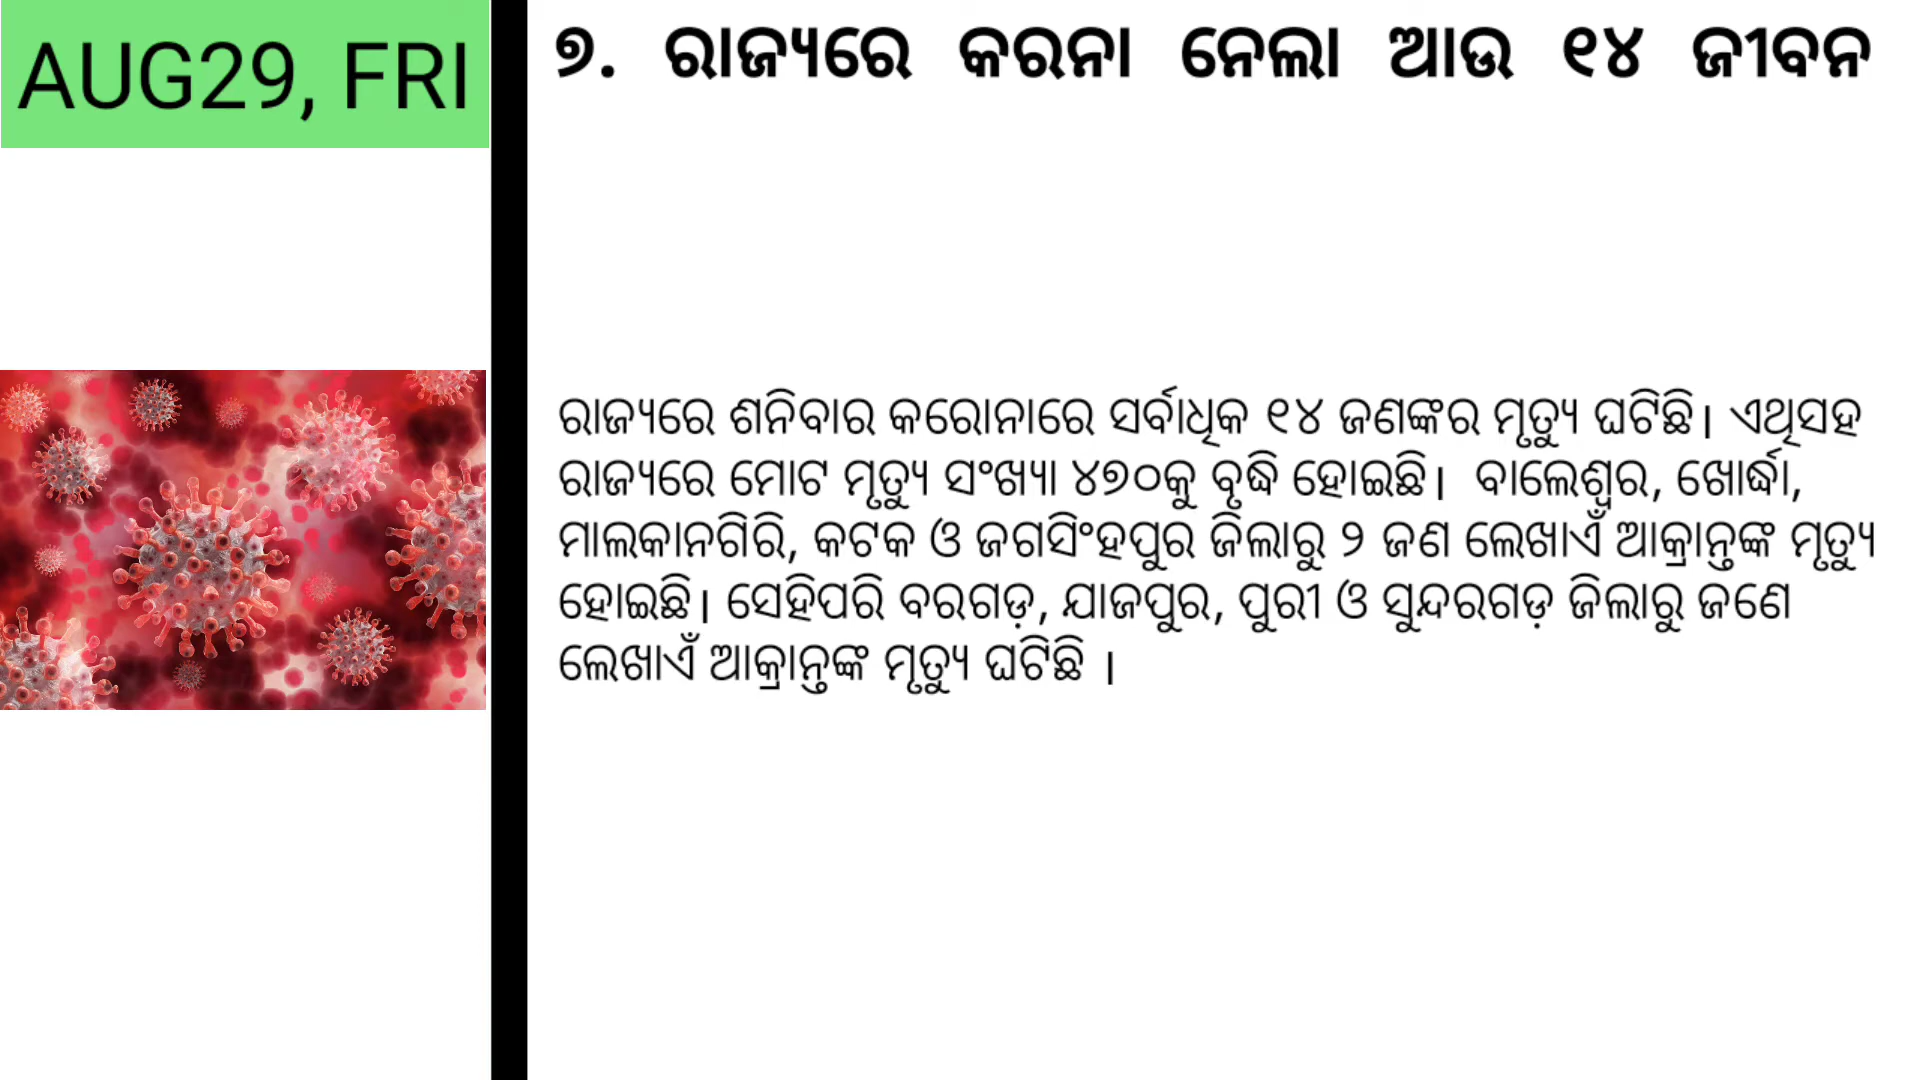 AUG29, FRI
୭. ରାଜ୍ୟରେ କରନା ନେଲା ଆଉ ୧୪ ଜୀବନ
ରାଜ୍ୟରେ ଶନିବାର କରୋନାରେ ସର୍ବାଧିକ ୧୪ ଜଣଙ୍କର ମୃତ୍ୟୁ ଘଟିଛି। ଏଥିସହ
ରାଜ୍ୟରେ ମୋଟ ମୃତ୍ୟୁ ସଂଖ୍ୟା ୪୭୦କୁ ବୃଦ୍ଧି ହୋଇଛି। ବାଲେଶ୍ୱର, ଖୋର୍ଦ୍ଧା,
ମାଲକାନଗିରି, କଟକ ଓ ଜଗସିଂହପୁର ଜିଲାରୁ ୨ ଜଣ ଲେଖାଏଁ ଆକ୍ରାନ୍ତଙ୍କ ମୃତ୍ୟୁ
ହୋଇଛି। ସେହିପରି ବରଗଡ଼, ଯାଜପୁର, ପୁରୀ ଓ ସୁନ୍ଦରଗଡ଼ ଜିଲାରୁ ଜଣେ
ଲେଖାଏଁ ଆକ୍ରାନ୍ତଙ୍କ ମୃତ୍ୟୁ ଘଟିଛି ।